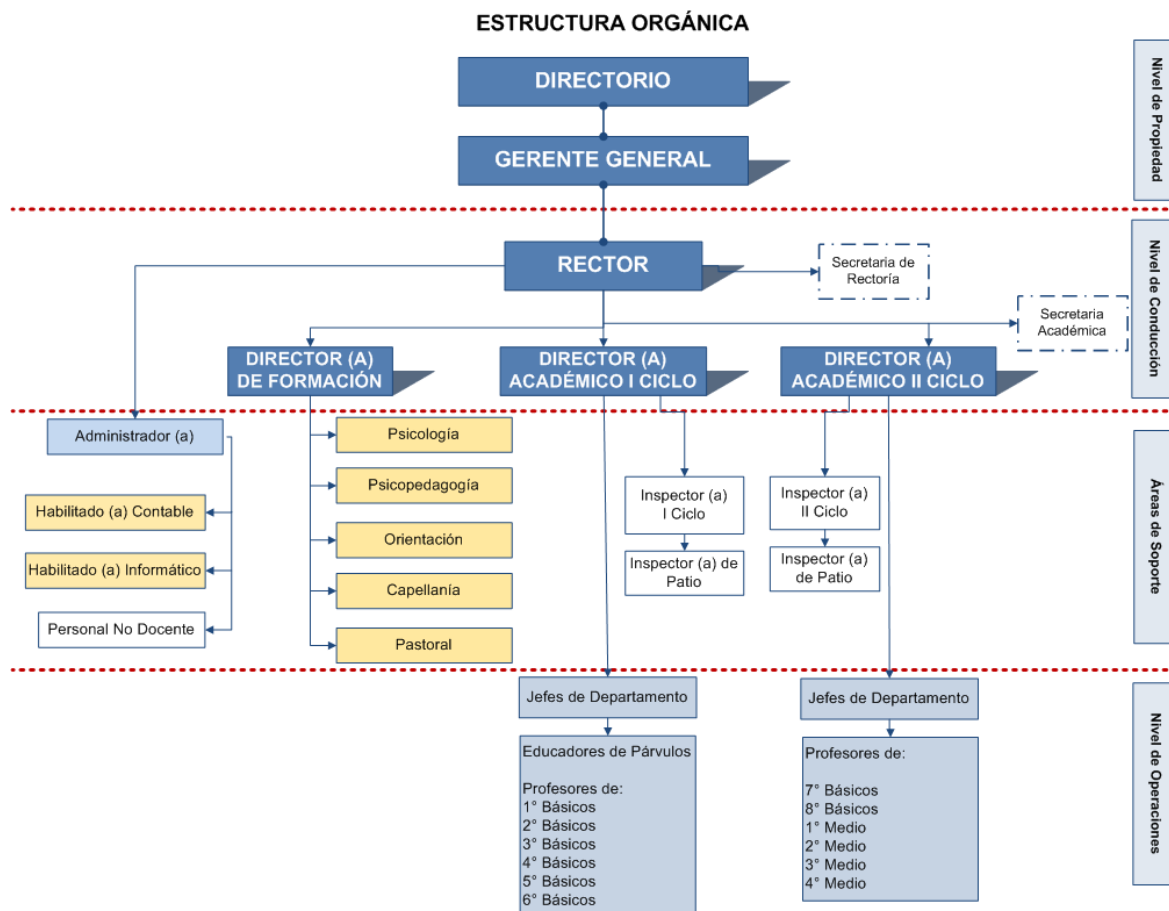 ESTRUCTURA ORGÁNICA
DIRECTORIO
GERENTE GENERAL
Nivel de Propiedad
RECTOR
Secretaria de
Rectoría
Secretaria
Académica
DIRECTOR (A)
DE FORMACIÓN
DIRECTOR (A)
ACADÉMICO I CICLO
DIRECTOR (A)
ACADÉMICO II CICLO
Nivel de Conducción
Administrador (a)
Habilitado (a) Contable
Habilitado (a) Informático
Personal No Docente
Psicología
Psicopedagogía
Orientación
Capellanía
Pastoral
Inspector (a)
I Ciclo
Inspector (a) de
Patio
Inspector (a)
II Ciclo
Inspector (a)
de Patio
Áreas de Soporte
Jefes de Departamento
Educadores de Párvulos
Profesores de:
1° Básicos
2° Básicos
3° Básicos
4° Básicos
5° Básicos
6° Básicos
Jefes de Departamento
Profesores de:
7° Básicos
8° Básicos
1° Medio
2° Medio
3° Medio
4° Medio
Nivel de Operaciones